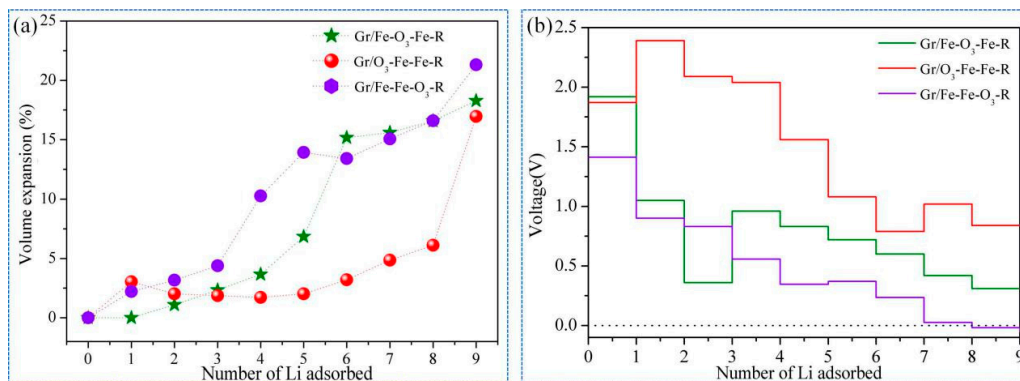 (a)
25
20
15
10
5
0
Volume expansion (%)
Gr/Fe-O₃-Fe-R
Gr/O₃-Fe-Fe-R
Gr/Fe-Fe-O₃-R
0 1 2 3 4 5 6 7 8 9
Number of Li adsorbed
(b)
2.5
2.0
1.5
1.0
0.5
0.0
Voltage(V)
Gr/Fe-O₃-Fe-R
Gr/O₃-Fe-Fe-R
Gr/Fe-Fe-O₃-R
0 1 2 3 4 5 6 7 8 9
Number of Li adsorbed